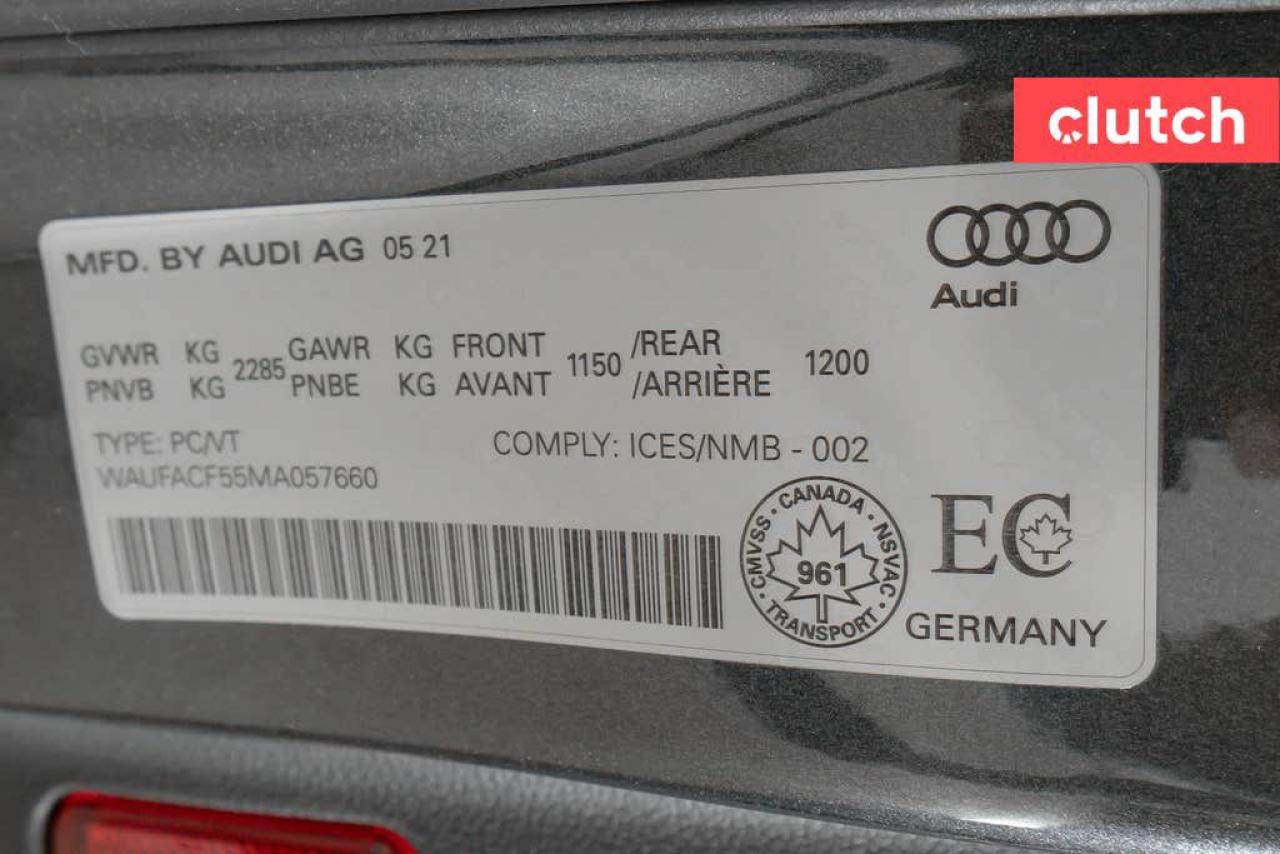 clutch
MFD. BY AUDI AG 05 21
Audi
GVWR KG 2285 GAWR KG FRONT 1150 /REAR 1200
PNVB KG PNBE KG AVANT /ARRIÈRE
TYPE: PC/VT
COMPLY: ICES/NMB - 002
WAUFACF55MA057660
CMVSS · CANADA · NSVAC · TRANSPORT ·
961
EC
GERMANY